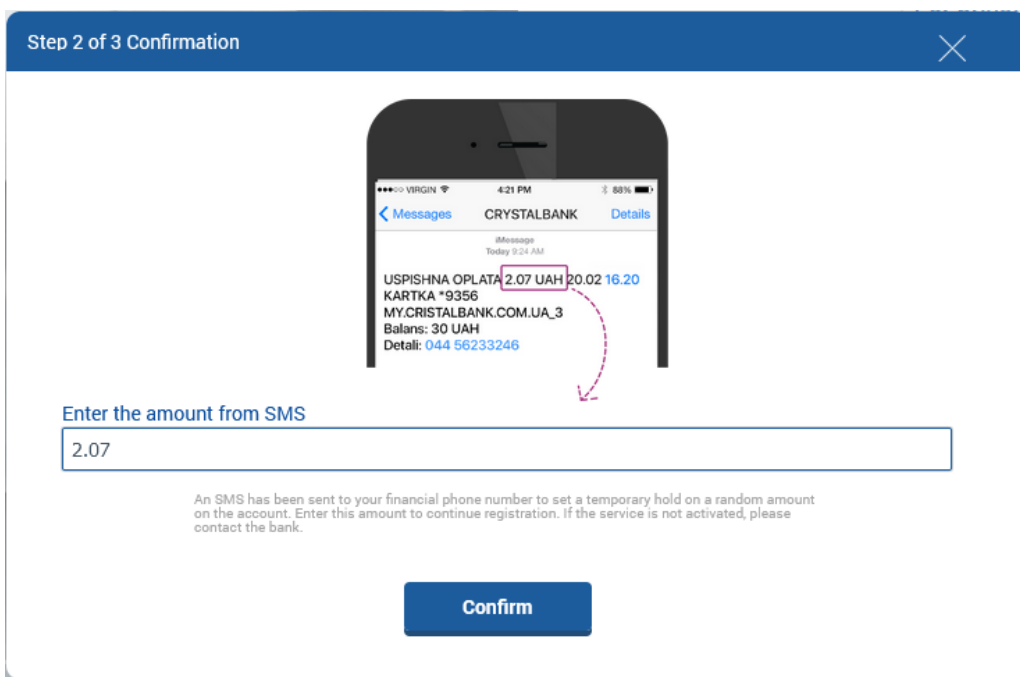 Step 2 of 3 Confirmation
VIRGIN 4:21 PM 88%
Messages CRYSTALBANK Details
iMessage
Today 9:24 AM
USPISHNA OPLATA 2.07 UAH 20.02 16.20
KARTKA *9356
MY.CRISTALBANK.COM.UA_3
Balans: 30 UAH
Detali: 044 56233246
Enter the amount from SMS
2.07
An SMS has been sent to your financial phone number to set a temporary hold on a random amount
on the account. Enter this amount to continue registration. If the service is not activated, please
contact the bank.
Confirm